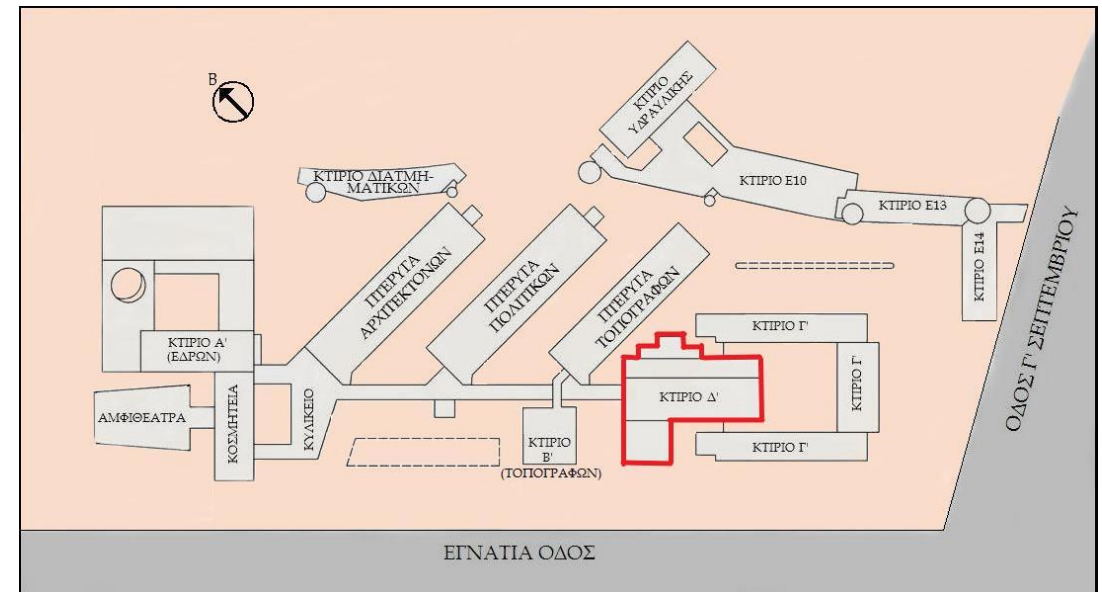 Β
ΚΤΙΡΙΟ
ΥΔΡΑΥΛΙΚΗΣ
ΚΤΙΡΙΟ ΔΙΑΤΜΗ-
ΜΑΤΙΚΩΝ
ΚΤΙΡΙΟ Ε10
ΚΤΙΡΙΟ Ε13
ΚΤΙΡΙΟ Ε14
ΠΤΕΡΥΓΑ
ΑΡΧΙΤΕΚΤΟΝΩΝ
ΠΤΕΡΥΓΑ
ΠΟΛΙΤΙΚΩΝ
ΠΤΕΡΥΓΑ
ΤΟΠΟΓΡΑΦΩΝ
ΚΤΙΡΙΟ Α'
(ΕΔΡΩΝ)
ΑΜΦΙΘΕΑΤΡΑ
ΚΟΣΜΗΤΕΙΑ
ΚΥΛΙΚΕΙΟ
ΚΤΙΡΙΟ
Β'
(ΤΟΠΟΓΡΑΦΩΝ)
ΚΤΙΡΙΟ Δ'
ΚΤΙΡΙΟ Γ'
ΚΤΙΡΙΟ Γ'
ΚΤΙΡΙΟ Γ'
ΟΔΟΣ Γ' ΣΕΠΤΕΜΒΡΙΟΥ
ΕΓΝΑΤΙΑ ΟΔΟΣ